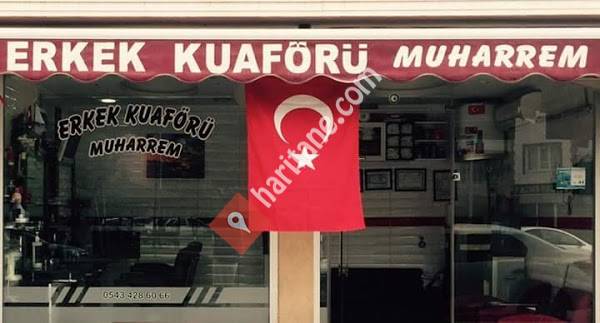 ERKEK KUAFÖRÜ MUHARREM
ERKEK KUAFÖRÜ
MUHARREM
haritane.com
0543 428 60 66